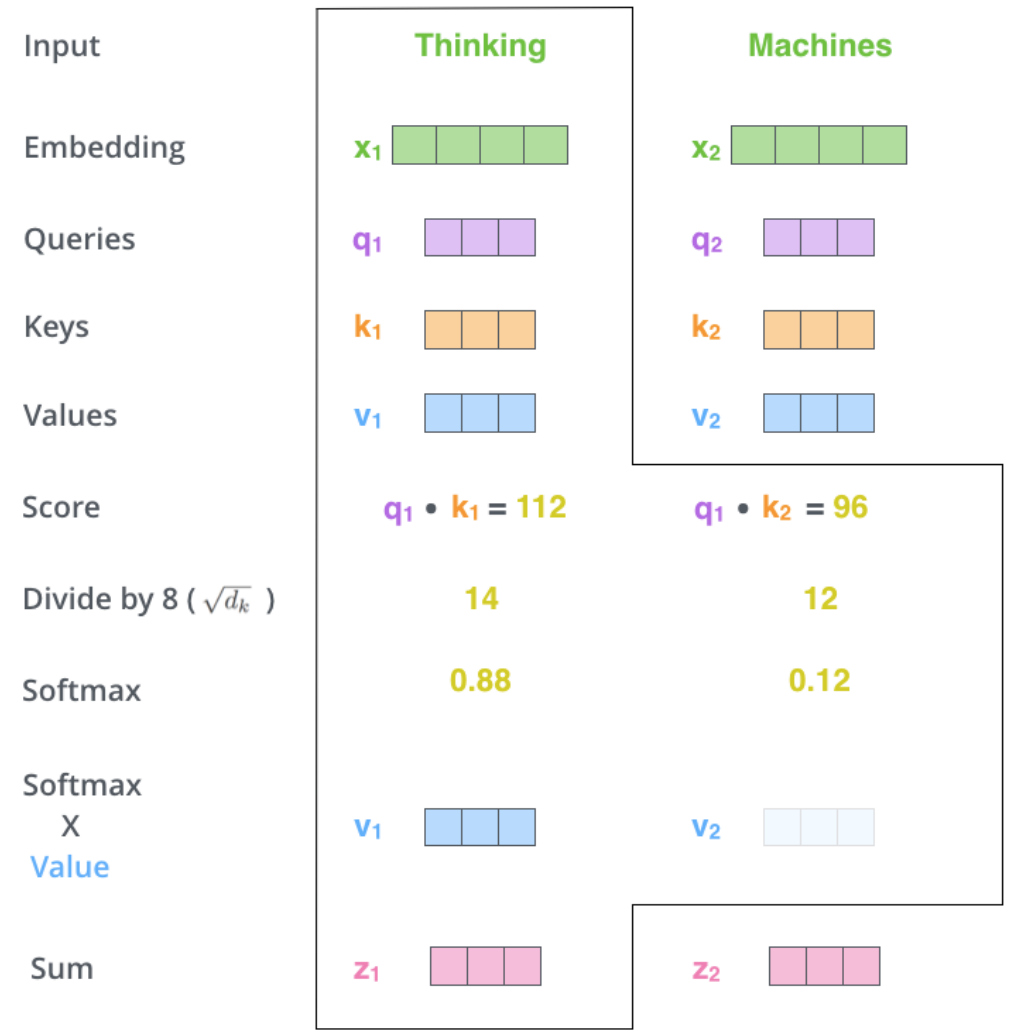 Input Thinking Machines
Embedding x₁ x₂
Queries q₁ q₂
Keys k₁ k₂
Values v₁ v₂
Score q₁ • k₁ = 112 q₁ • k₂ = 96
Divide by 8 ( √dₖ ) 14 12
Softmax 0.88 0.12
Softmax
X
Value v₁ v₂
Sum z₁ z₂